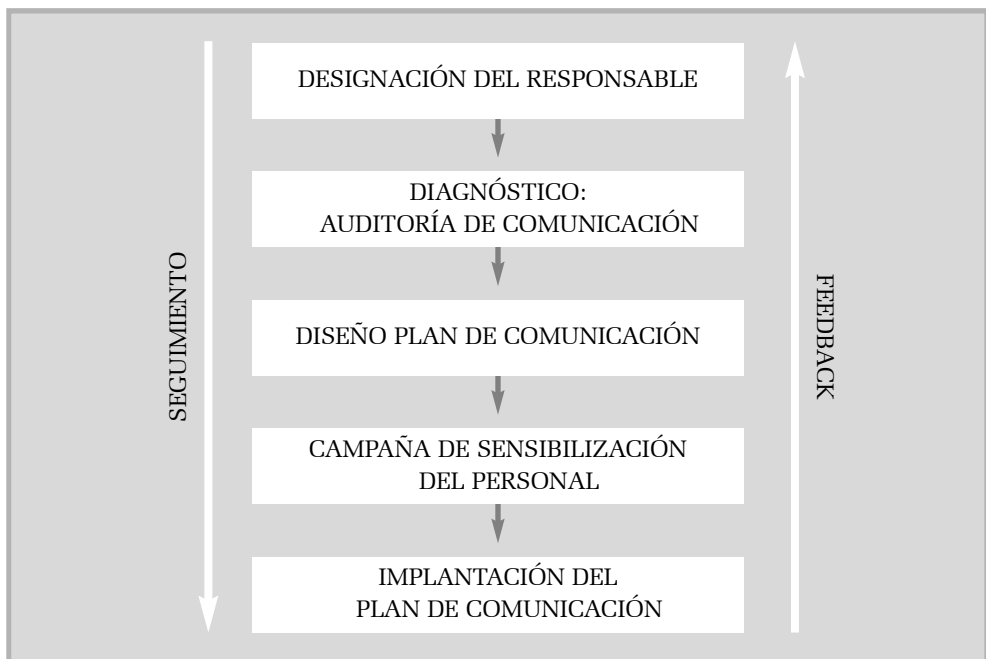 DESIGNACIÓN DEL RESPONSABLE
DIAGNÓSTICO:
AUDITORÍA DE COMUNICACIÓN
SEGUIMIENTO
FEEDBACK
DISEÑO PLAN DE COMUNICACIÓN
CAMPAÑA DE SENSIBILIZACIÓN
DEL PERSONAL
IMPLANTACIÓN DEL
PLAN DE COMUNICACIÓN